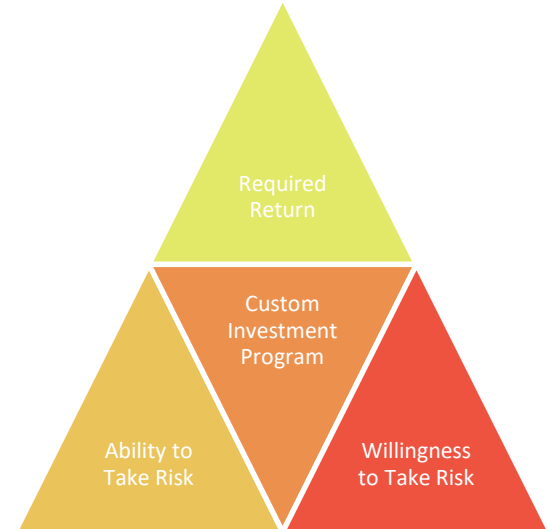 Required
Return
Custom
Investment
Program
Ability to
Take Risk
Willingness
to Take Risk